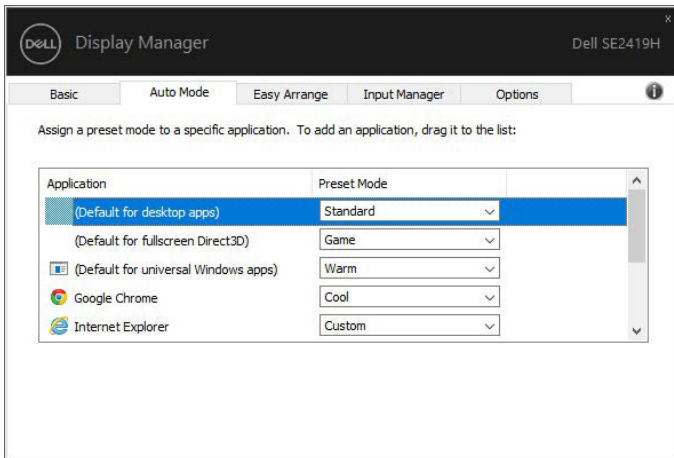 x
DELL Display Manager Dell SE2419H
Basic Auto Mode Easy Arrange Input Manager Options
Assign a preset mode to a specific application. To add an application, drag it to the list:
Application Preset Mode
(Default for desktop apps) Standard
(Default for fullscreen Direct3D) Game
(Default for universal Windows apps) Warm
Google Chrome Cool
Internet Explorer Custom